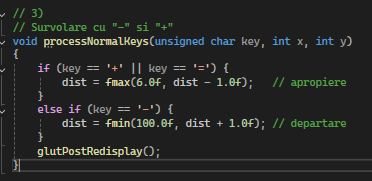 // 3)
// Survolare cu "-" si "+"
void processNormalKeys(unsigned char key, int x, int y)
{
    if (key == '+' || key == '=') {
        dist = fmax(6.0f, dist - 1.0f);   // apropiere
    }
    else if (key == '-') {
        dist = fmin(100.0f, dist + 1.0f); // departare
    }
    glutPostRedisplay();
}